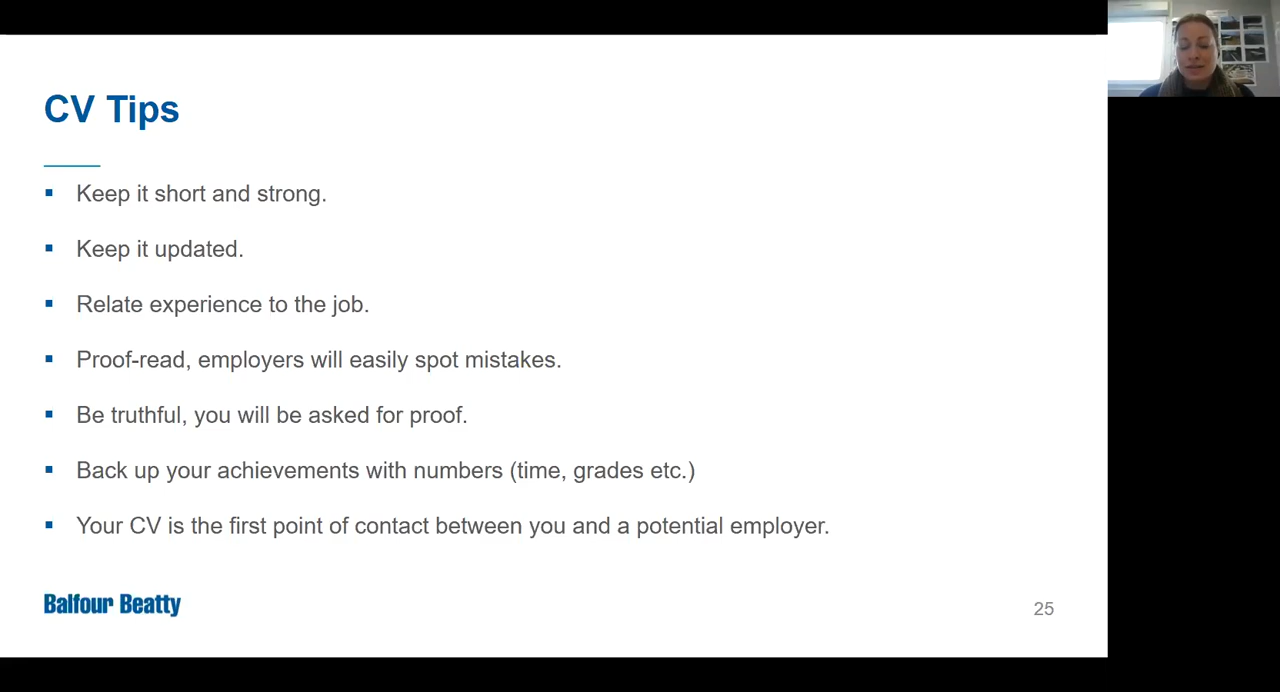 CV Tips
Keep it short and strong.
Keep it updated.
Relate experience to the job.
Proof-read, employers will easily spot mistakes.
Be truthful, you will be asked for proof.
Back up your achievements with numbers (time, grades etc.)
Your CV is the first point of contact between you and a potential employer.
Balfour Beatty
25